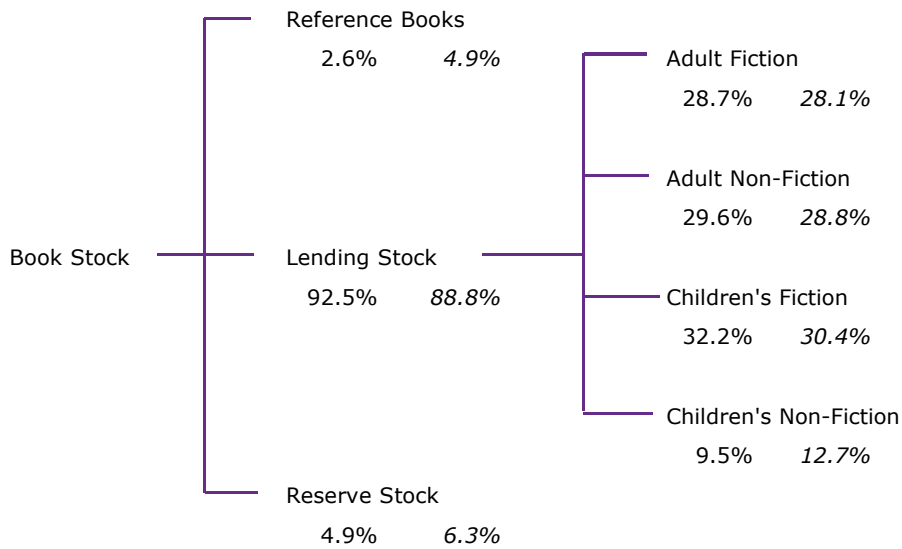 Reference Books
2.6% 4.9%
Adult Fiction
28.7% 28.1%
Adult Non-Fiction
29.6% 28.8%
Book Stock
Lending Stock
92.5% 88.8%
Children's Fiction
32.2% 30.4%
Children's Non-Fiction
9.5% 12.7%
Reserve Stock
4.9% 6.3%